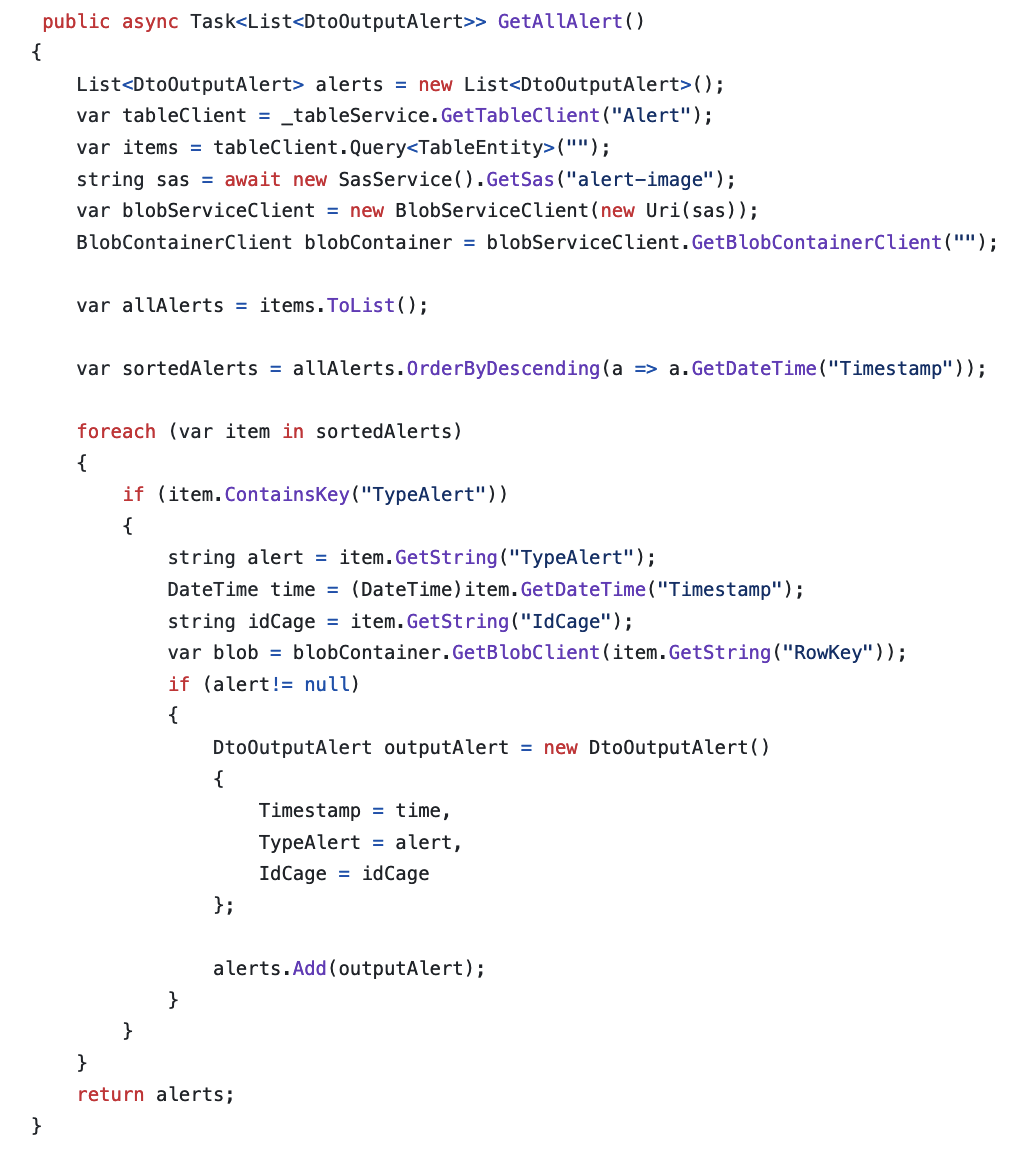 public async Task<List<DtoOutputAlert>> GetAllAlert()
{
    List<DtoOutputAlert> alerts = new List<DtoOutputAlert>();
    var tableClient = _tableService.GetTableClient("Alert");
    var items = tableClient.Query<TableEntity>("");
    string sas = await new SasService().GetSas("alert-image");
    var blobServiceClient = new BlobServiceClient(new Uri(sas));
    BlobContainerClient blobContainer = blobServiceClient.GetBlobContainerClient("");

    var allAlerts = items.ToList();

    var sortedAlerts = allAlerts.OrderByDescending(a => a.GetDateTime("Timestamp"));

    foreach (var item in sortedAlerts)
    {
        if (item.ContainsKey("TypeAlert"))
        {
            string alert = item.GetString("TypeAlert");
            DateTime time = (DateTime)item.GetDateTime("Timestamp");
            string idCage = item.GetString("IdCage");
            var blob = blobContainer.GetBlobClient(item.GetString("RowKey"));
            if (alert!= null)
            {
                DtoOutputAlert outputAlert = new DtoOutputAlert()
                {
                    Timestamp = time,
                    TypeAlert = alert,
                    IdCage = idCage
                };

                alerts.Add(outputAlert);
            }
        }
    }
    return alerts;
}